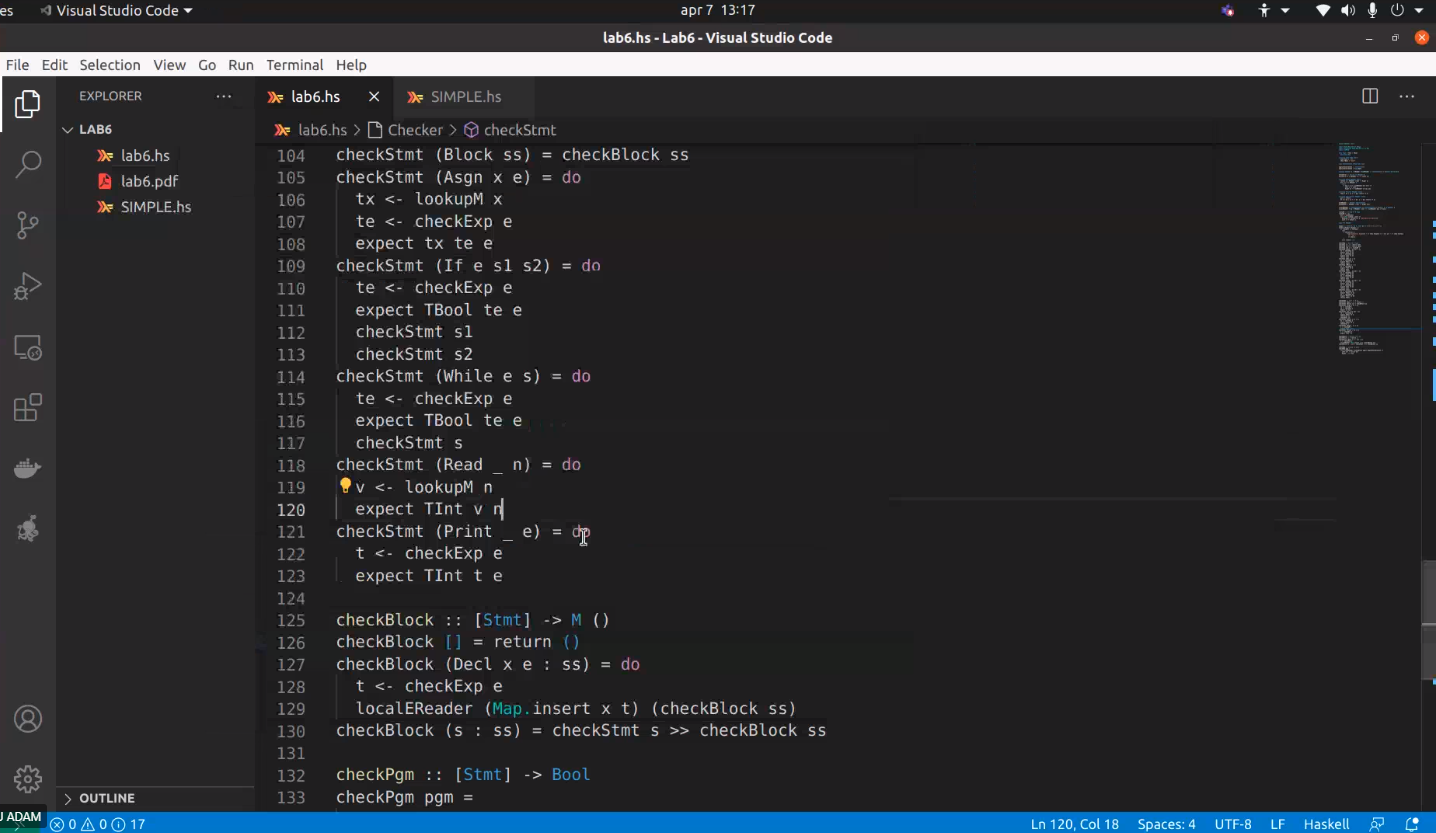 es Visual Studio Code apr 7 13:17
lab6.hs - Lab6 - Visual Studio Code
File Edit Selection View Go Run Terminal Help
EXPLORER ... lab6.hs SIMPLE.hs ...
LAB6
lab6.hs
lab6.pdf
SIMPLE.hs
lab6.hs > Checker > checkStmt
104 checkStmt (Block ss) = checkBlock ss
105 checkStmt (Asgn x e) = do
106 tx <- lookupM x
107 te <- checkExp e
108 expect tx te e
109 checkStmt (If e s1 s2) = do
110 te <- checkExp e
111 expect TBool te e
112 checkStmt s1
113 checkStmt s2
114 checkStmt (While e s) = do
115 te <- checkExp e
116 expect TBool te e
117 checkStmt s
118 checkStmt (Read _ n) = do
119 v <- lookupM n
120 expect TInt v n
121 checkStmt (Print _ e) = do
122 t <- checkExp e
123 expect TInt t e
124
125 checkBlock :: [Stmt] -> M ()
126 checkBlock [] = return ()
127 checkBlock (Decl x e : ss) = do
128 t <- checkExp e
129 localEReader (Map.insert x t) (checkBlock ss)
130 checkBlock (s : ss) = checkStmt s >> checkBlock ss
131
132 checkPgm :: [Stmt] -> Bool
133 checkPgm pgm =
OUTLINE
J ADAM
0 0 17 Ln 120, Col 18 Spaces: 4 UTF-8 LF Haskell